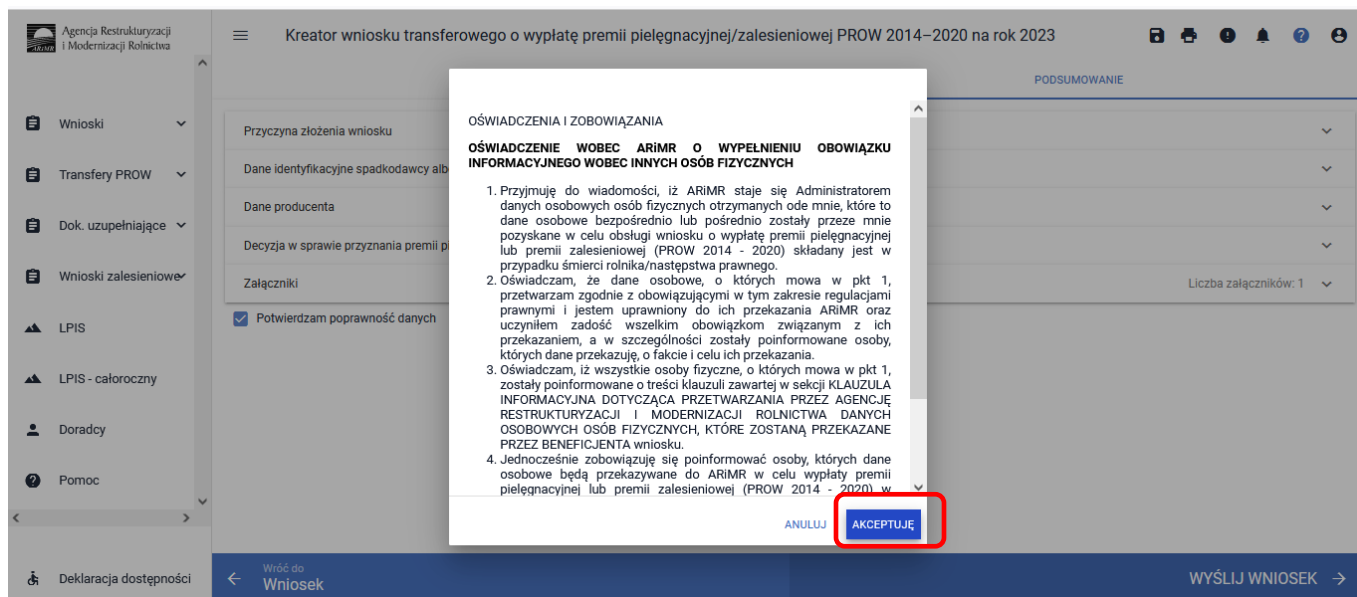 Agencja Restrukturyzacji
i Modernizacji Rolnictwa
ARiMR
Kreator wniosku transferowego o wypłatę premii pielęgnacyjnej/zalesieniowej PROW 2014–2020 na rok 2023
PODSUMOWANIE
Wnioski
Transfery PROW
Dok. uzupełniające
Wnioski zalesieniowe
LPIS
LPIS - całoroczny
Doradcy
Pomoc
Deklaracja dostępności
Przyczyna złożenia wniosku
Dane identyfikacyjne spadkodawcy alb
Dane producenta
Decyzja w sprawie przyznania premii pi
Załączniki
Liczba załączników: 1
Potwierdzam poprawność danych
OŚWIADCZENIA I ZOBOWIĄZANIA
OŚWIADCZENIE WOBEC ARiMR O WYPEŁNIENIU OBOWIĄZKU
INFORMACYJNEGO WOBEC INNYCH OSÓB FIZYCZNYCH
1. Przyjmuję do wiadomości, iż ARiMR staje się Administratorem
danych osobowych osób fizycznych otrzymanych ode mnie, które to
dane osobowe bezpośrednio lub pośrednio zostały przeze mnie
pozyskane w celu obsługi wniosku o wypłatę premii pielęgnacyjnej
lub premii zalesieniowej (PROW 2014 - 2020) składany jest w
przypadku śmierci rolnika/następstwa prawnego.
2. Oświadczam, że dane osobowe, o których mowa w pkt 1,
przetwarzam zgodnie z obowiązującymi w tym zakresie regulacjami
prawnymi i jestem uprawniony do ich przekazania ARiMR oraz
uczyniłem zadość wszelkim obowiązkom związanym z ich
przekazaniem, a w szczególności zostały poinformowane osoby,
których dane przekazuję, o fakcie i celu ich przekazania.
3. Oświadczam, iż wszystkie osoby fizyczne, o których mowa w pkt 1,
zostały poinformowane o treści klauzuli zawartej w sekcji KLAUZULA
INFORMACYJNA DOTYCZĄCA PRZETWARZANIA PRZEZ AGENCJĘ
RESTRUKTURYZACJI I MODERNIZACJI ROLNICTWA DANYCH
OSOBOWYCH OSÓB FIZYCZNYCH, KTÓRE ZOSTANĄ PRZEKAZANE
PRZEZ BENEFICJENTA wniosku.
4. Jednocześnie zobowiązuję się poinformować osoby, których dane
osobowe będą przekazywane do ARiMR w celu wypłaty premii
pielęgnacyjnej lub premii zalesieniowej (PROW 2014 - 2020) w
ANULUJ
AKCEPTUJĘ
Wróć do
Wniosek
WYŚLIJ WNIOSEK